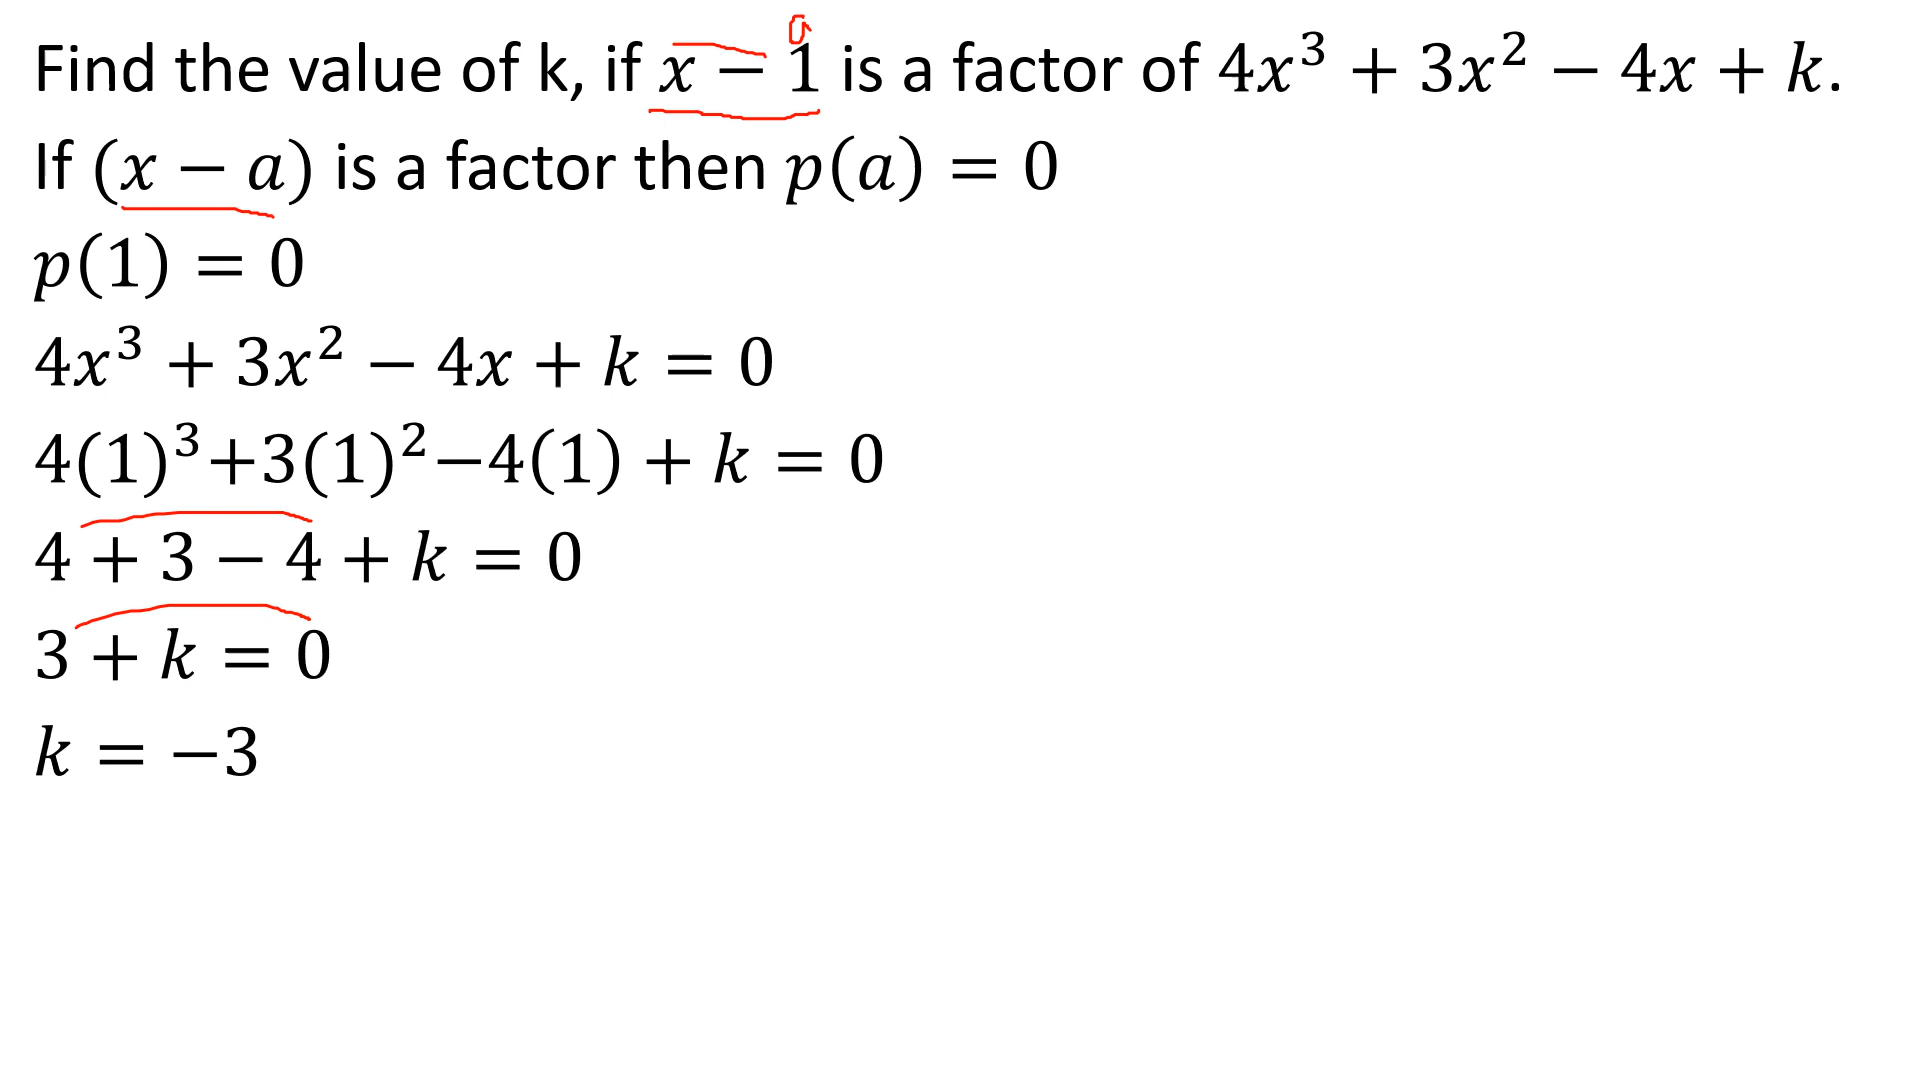 Find the value of k, if x − 1 is a factor of 4x³ + 3x² − 4x + k.
If (x − a) is a factor then p(a) = 0
p(1) = 0
4x³ + 3x² − 4x + k = 0
4(1)³+3(1)²−4(1) + k = 0
4 + 3 − 4 + k = 0
3 + k = 0
k = −3